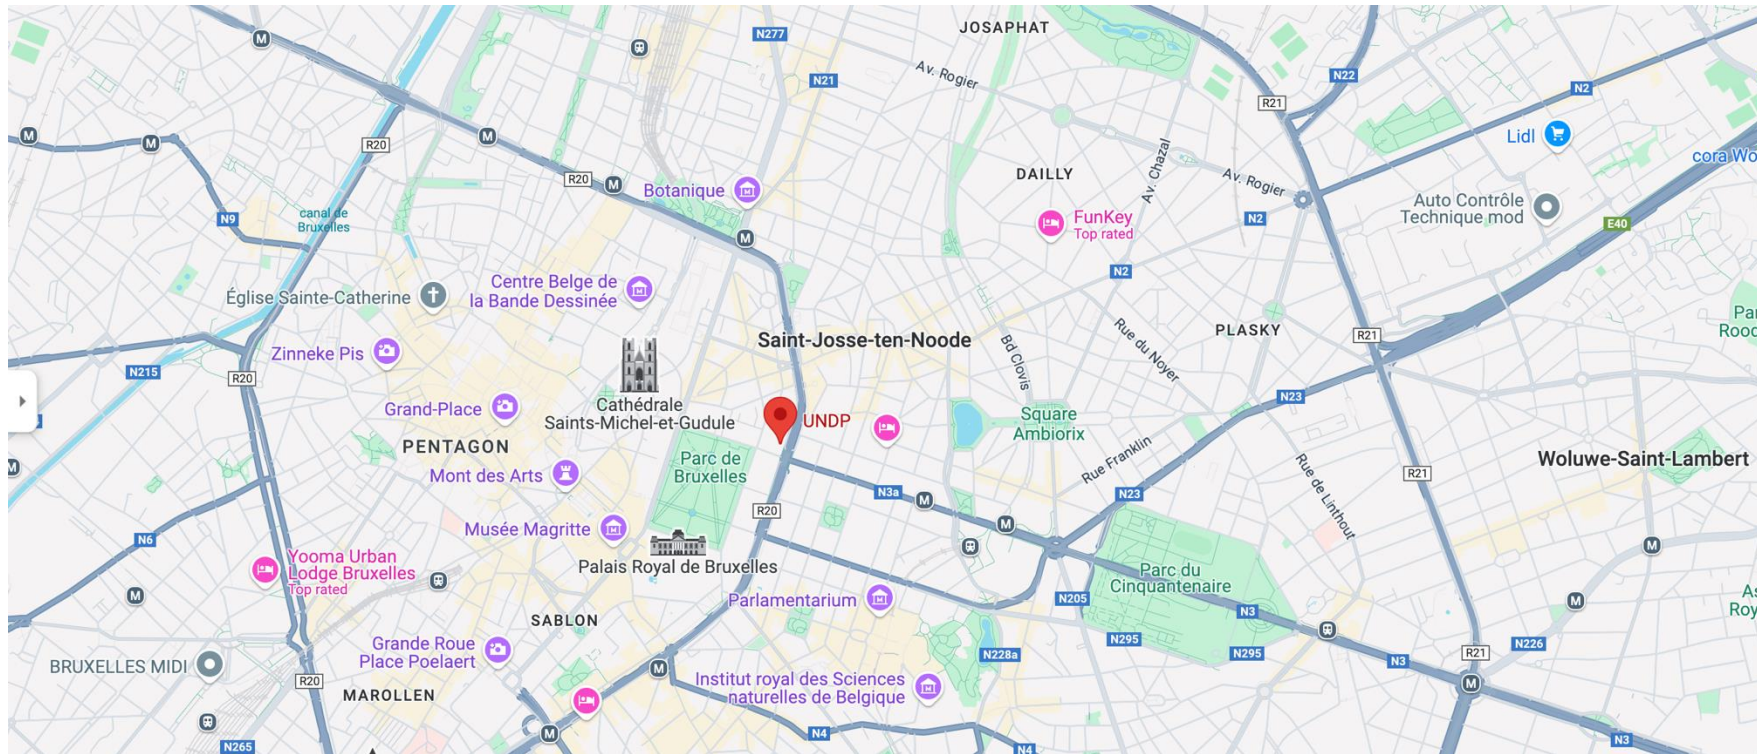 JOSAPHAT
N277
M
N21
Av. Rogier
N22
N2
R21
M
M
M
R20
Lidl
cora Wo
DAILLY
Av. Chazal
Av. Rogier
R20
M
Botanique
FunKey
Top rated
N2
Auto Contrôle
Technique mod
E40
N9
canal de
Bruxelles
M
N2
Centre Belge de
la Bande Dessinée
Église Sainte-Catherine
Saint-Josse-ten-Noode
Bd Clovis
Rue du Noyer
PLASKY
R21
Pa
Rood
Zinneke Pis
N215
R20
Cathédrale
Saints-Michel-et-Gudule
Grand-Place
UNDP
Square
Ambiorix
N23
PENTAGON
Parc de
Bruxelles
Rue Franklin
Rue de Linthout
Woluwe-Saint-Lambert
M
Mont des Arts
R21
N3a
M
N23
R20
M
Musée Magritte
N6
Palais Royal de Bruxelles
M
Yooma Urban
Lodge Bruxelles
Top rated
Parc du
Cinquantenaire
M
Parlamentarium
N205
N3
M
As
Roy
SABLON
N295
N226
Grande Roue
Place Poelaert
N228a
N295
R21
N3
BRUXELLES MIDI
M
R20
Institut royal des Sciences
naturelles de Belgique
M
MAROLLEN
M
N4
N3
N265
N4